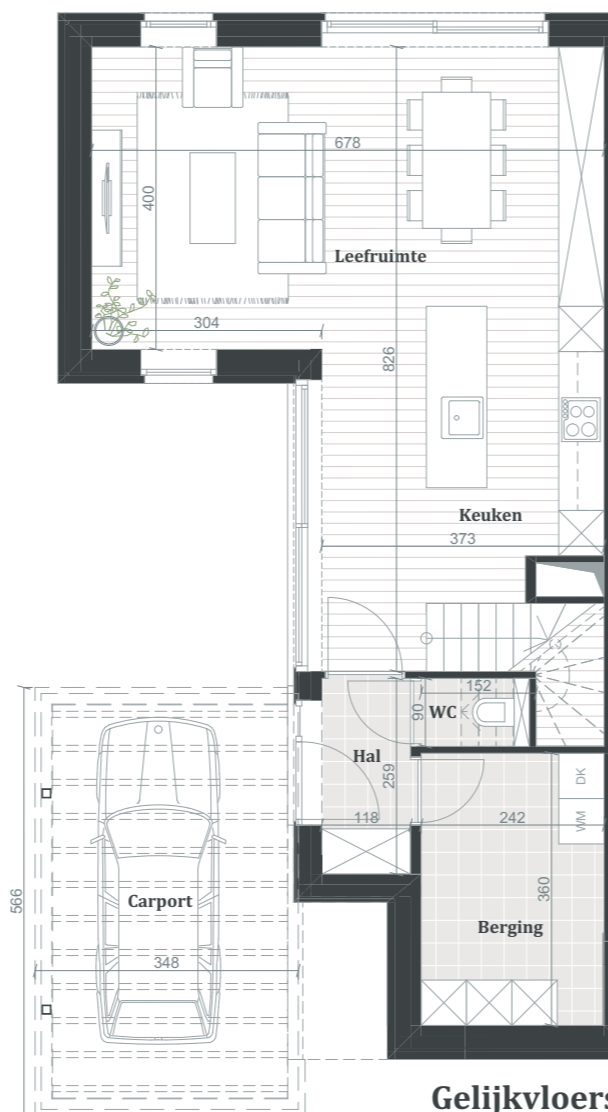 678
400
Leefruimte
304
826
Keuken
373
152
WC
90
Hal
259
DK
WM
118
242
566
Carport
360
Berging
348
Gelijkvloers